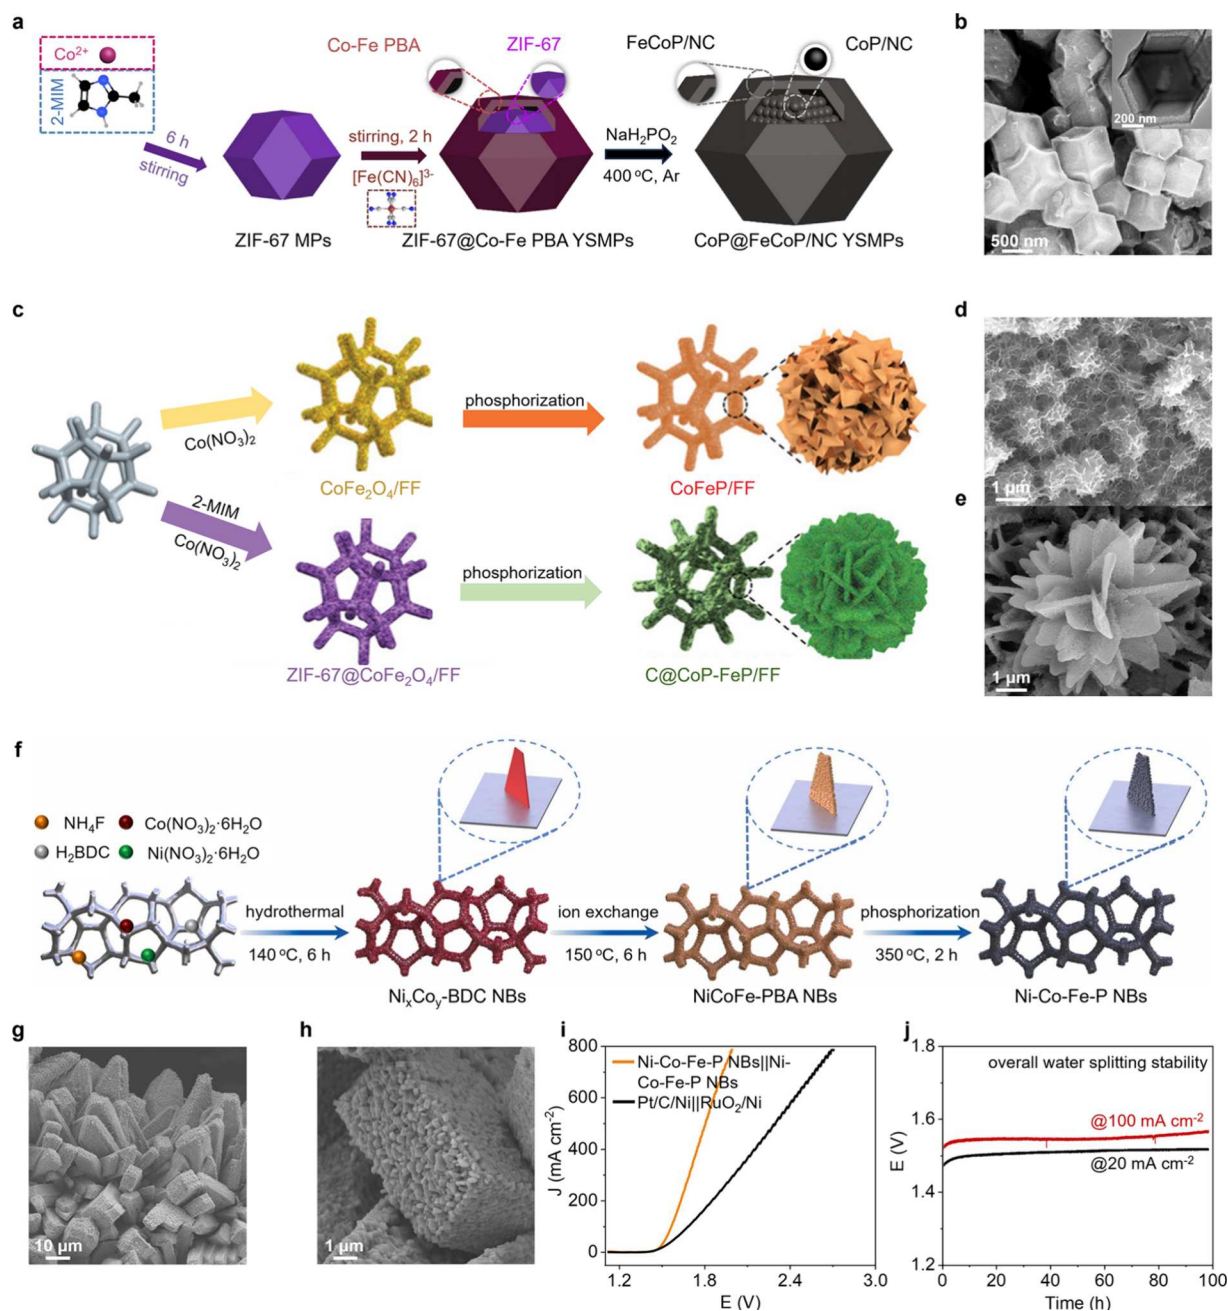 a
Co2+
2-MIM
6 h
stirring
ZIF-67 MPs
Co-Fe PBA
ZIF-67
stirring, 2 h
[Fe(CN)6]3-
ZIF-67@Co-Fe PBA YSMPs
NaH2PO2
400 oC, Ar
FeCoP/NC
CoP/NC
CoP@FeCoP/NC YSMPs
b
200 nm
500 nm
c
Co(NO3)2
2-MIM
Co(NO3)2
CoFe2O4/FF
phosphorization
CoFeP/FF
ZIF-67@CoFe2O4/FF
phosphorization
C@CoP-FeP/FF
d
1 μm
e
1 μm
f
NH4F
Co(NO3)2·6H2O
H2BDC
Ni(NO3)2·6H2O
hydrothermal
140 oC, 6 h
NixCoy-BDC NBs
ion exchange
150 oC, 6 h
NiCoFe-PBA NBs
phosphorization
350 oC, 2 h
Ni-Co-Fe-P NBs
g
10 μm
h
1 μm
i
J (mA cm-2)
800
600
400
200
0
Ni-Co-Fe-P NBs||Ni-
Co-Fe-P NBs
Pt/C/Ni||RuO2/Ni
1.2 1.8 2.4 3.0
E (V)
j
E (V)
1.8
1.6
1.4
1.2
overall water splitting stability
@100 mA cm-2
@20 mA cm-2
0 20 40 60 80 100
Time (h)